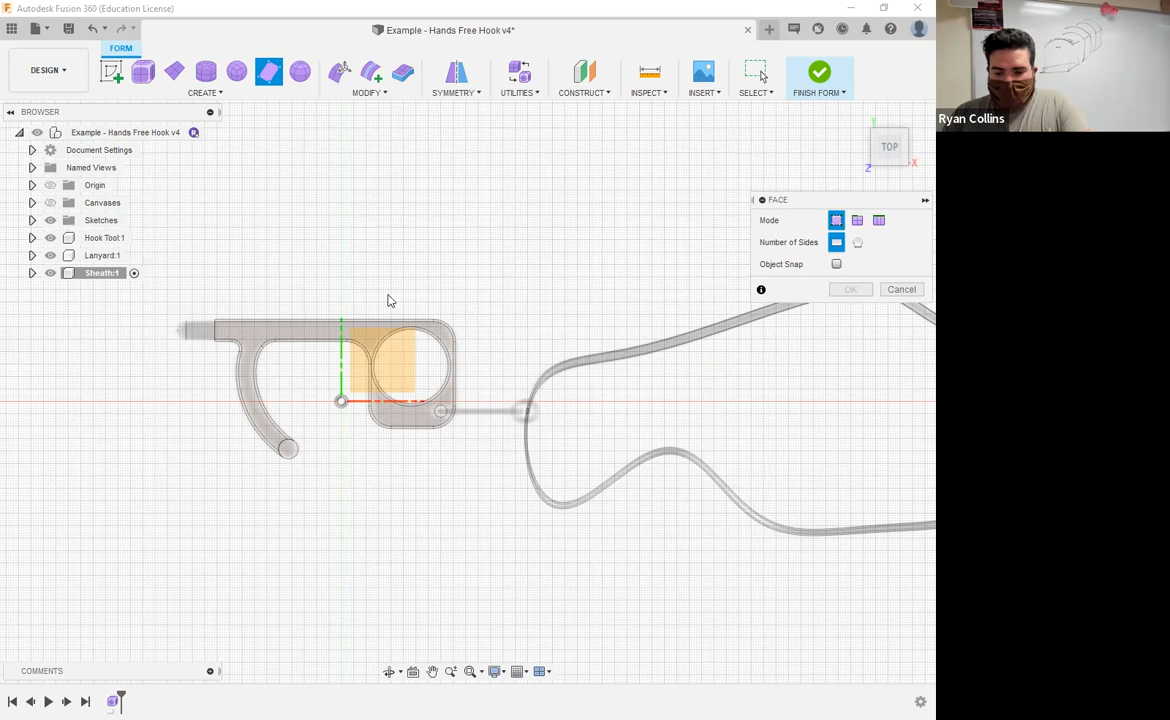 Autodesk Fusion 360 (Education License)
Example - Hands Free Hook v4*
FORM
DESIGN
CREATE
MODIFY
SYMMETRY
UTILITIES
CONSTRUCT
INSPECT
INSERT
SELECT
FINISH FORM
Ryan Collins
BROWSER
Example - Hands Free Hook v4
R
Document Settings
Named Views
Origin
Canvases
Sketches
Hook Tool:1
Lanyard:1
Sheath:1
Y
TOP
X
Z
FACE
Mode
Number of Sides
Object Snap
OK
Cancel
COMMENTS